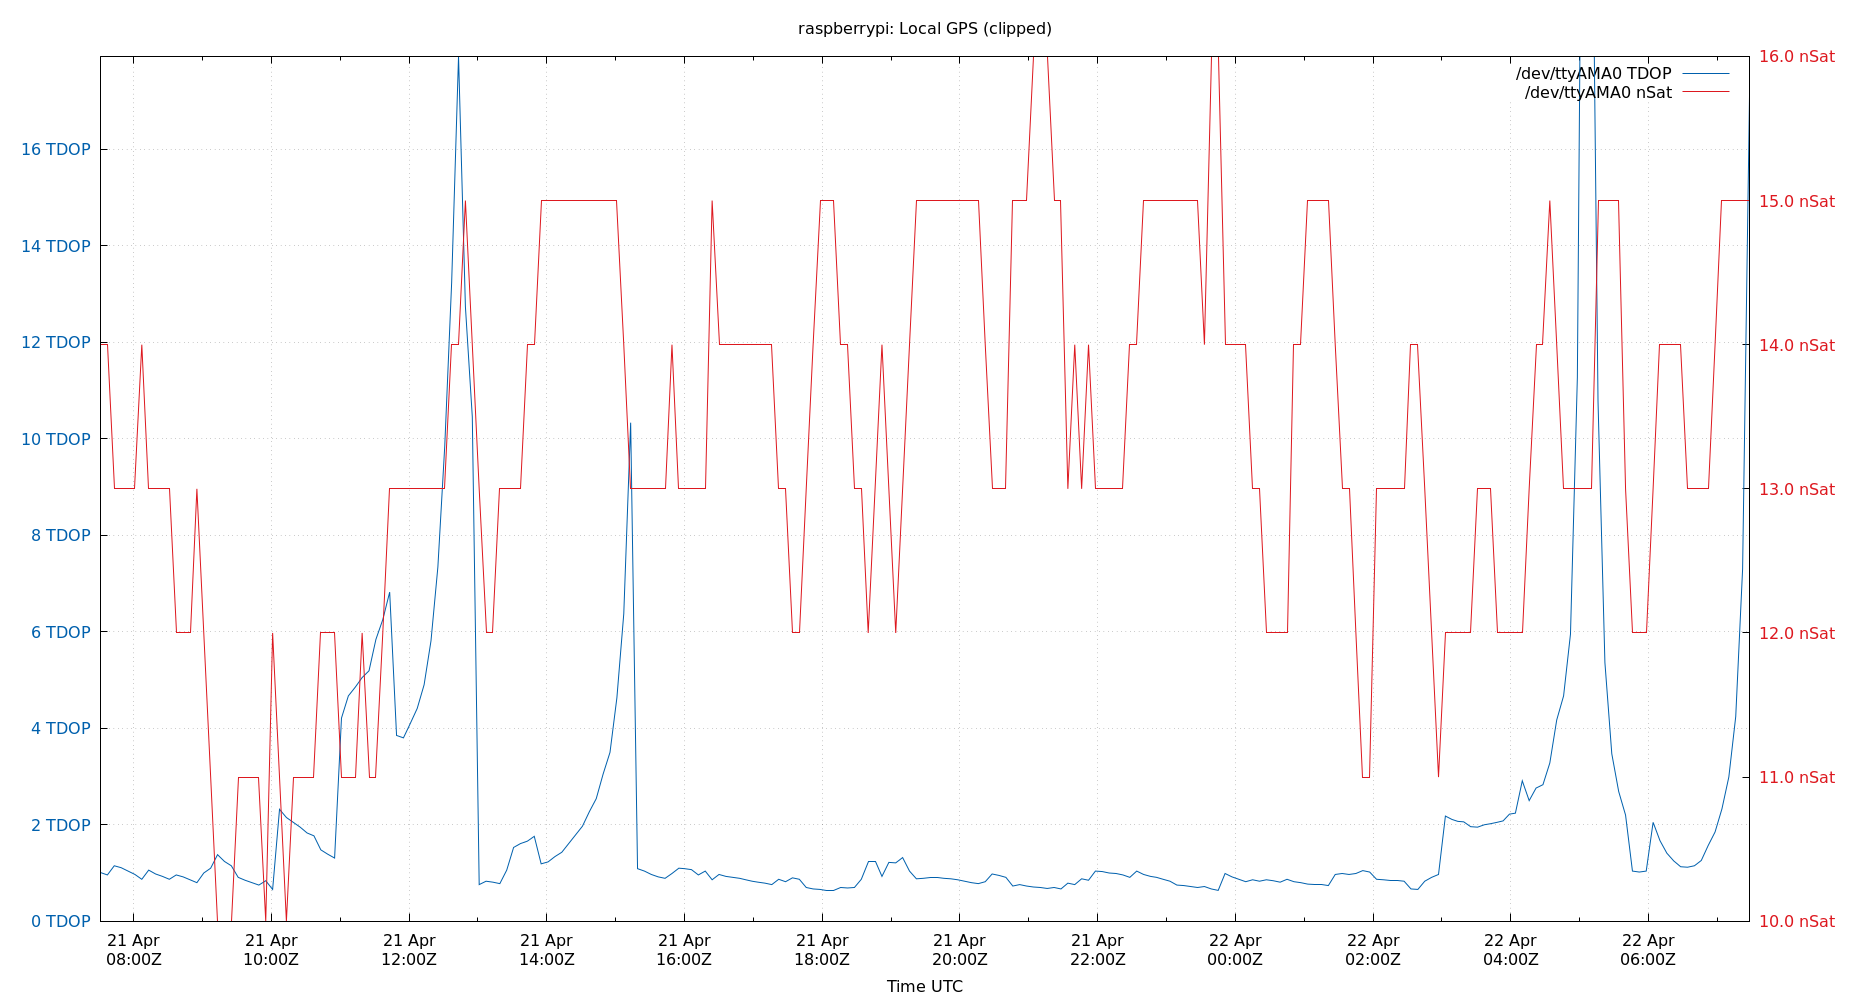 raspberrypi: Local GPS (clipped)
/dev/ttyAMA0 TDOP
/dev/ttyAMA0 nSat
16 TDOP
14 TDOP
12 TDOP
10 TDOP
8 TDOP
6 TDOP
4 TDOP
2 TDOP
0 TDOP
16.0 nSat
15.0 nSat
14.0 nSat
13.0 nSat
12.0 nSat
11.0 nSat
10.0 nSat
21 Apr
08:00Z
21 Apr
10:00Z
21 Apr
12:00Z
21 Apr
14:00Z
21 Apr
16:00Z
21 Apr
18:00Z
21 Apr
20:00Z
21 Apr
22:00Z
22 Apr
00:00Z
22 Apr
02:00Z
22 Apr
04:00Z
22 Apr
06:00Z
Time UTC